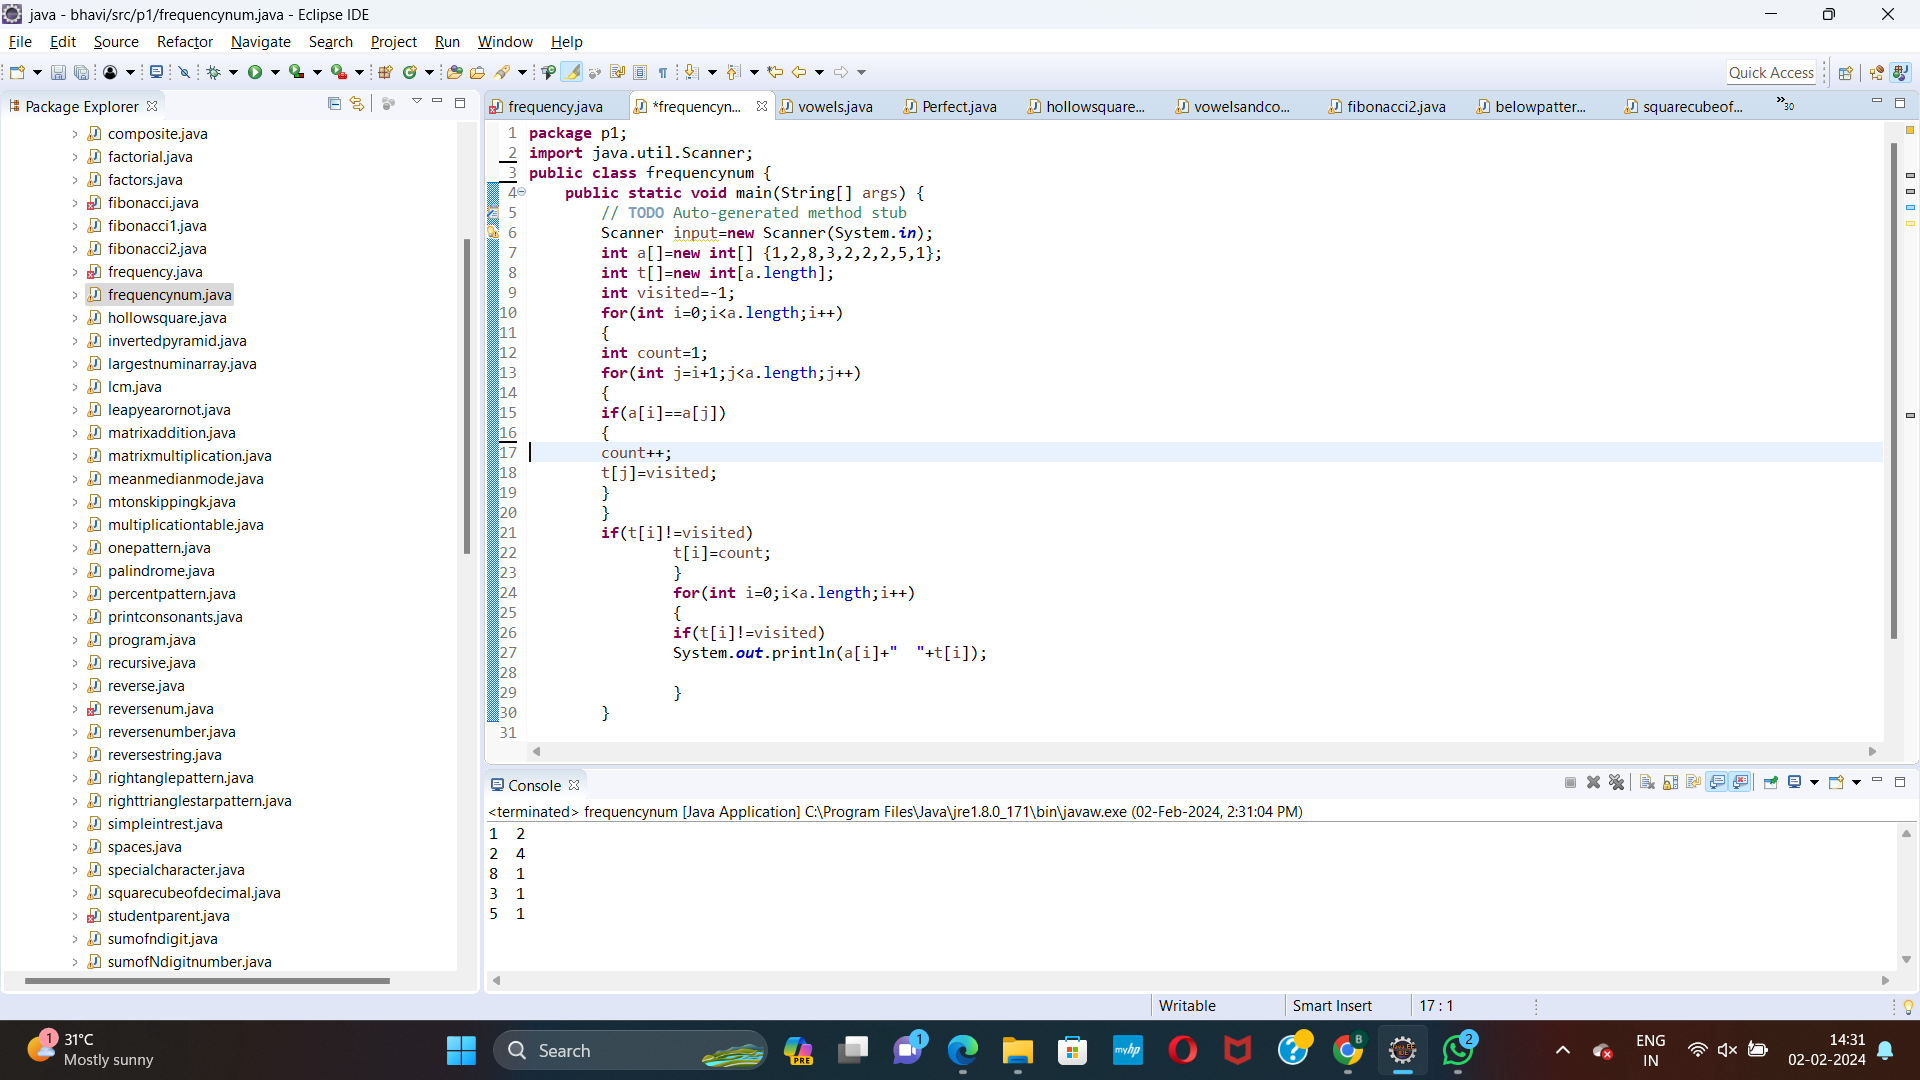 java - bhavi/src/p1/frequencynum.java - Eclipse IDE
File Edit Source Refactor Navigate Search Project Run Window Help
Quick Access
Package Explorer
frequency.java *frequencyn... vowels.java Perfect.java hollowsquare... vowelsandco... fibonacci2.java belowpatter... squarecubeof... »30
composite.java
factorial.java
factors.java
fibonacci.java
fibonacci1.java
fibonacci2.java
frequency.java
frequencynum.java
hollowsquare.java
invertedpyramid.java
largestnuminarray.java
lcm.java
leapyearornot.java
matrixaddition.java
matrixmultiplication.java
meanmedianmode.java
mtonskippingk.java
multiplicationtable.java
onepattern.java
palindrome.java
percentpattern.java
printconsonants.java
program.java
recursive.java
reverse.java
reversenum.java
reversenumber.java
reversestring.java
rightanglepattern.java
righttrianglestarpattern.java
simpleintrest.java
spaces.java
specialcharacter.java
squarecubeofdecimal.java
studentparent.java
sumofndigit.java
sumofNdigitnumber.java
1 package p1;
2 import java.util.Scanner;
3 public class frequencynum {
4 public static void main(String[] args) {
5 // TODO Auto-generated method stub
6 Scanner input=new Scanner(System.in);
7 int a[]=new int[] {1,2,8,3,2,2,2,5,1};
8 int t[]=new int[a.length];
9 int visited=-1;
10 for(int i=0;i<a.length;i++)
11 {
12 int count=1;
13 for(int j=i+1;j<a.length;j++)
14 {
15 if(a[i]==a[j])
16 {
17 count++;
18 t[j]=visited;
19 }
20 }
21 if(t[i]!=visited)
22 t[i]=count;
23 }
24 for(int i=0;i<a.length;i++)
25 {
26 if(t[i]!=visited)
27 System.out.println(a[i]+"  "+t[i]);
28
29 }
30 }
31
Console
<terminated> frequencynum [Java Application] C:\Program Files\Java\jre1.8.0_171\bin\javaw.exe (02-Feb-2024, 2:31:04 PM)
1  2
2  4
8  1
3  1
5  1
Writable Smart Insert 17 : 1
1
31°C
Mostly sunny
Search
PRE
1
myhp
B
2
ENG
IN
14:31
02-02-2024